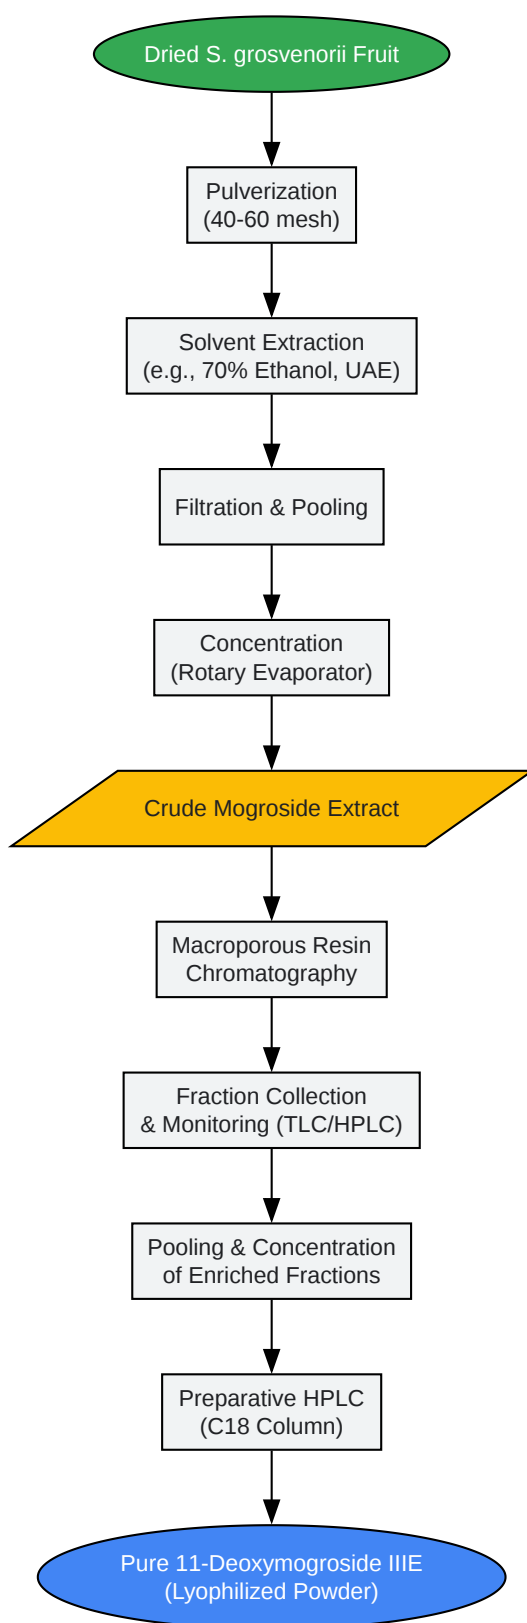 Dried S. grosvenorii Fruit
Pulverization
(40-60 mesh)
Solvent Extraction
(e.g., 70% Ethanol, UAE)
Filtration & Pooling
Concentration
(Rotary Evaporator)
Crude Mogroside Extract
Macroporous Resin
Chromatography
Fraction Collection
& Monitoring (TLC/HPLC)
Pooling & Concentration
of Enriched Fractions
Preparative HPLC
(C18 Column)
Pure 11-Deoxymogroside IIIE
(Lyophilized Powder)